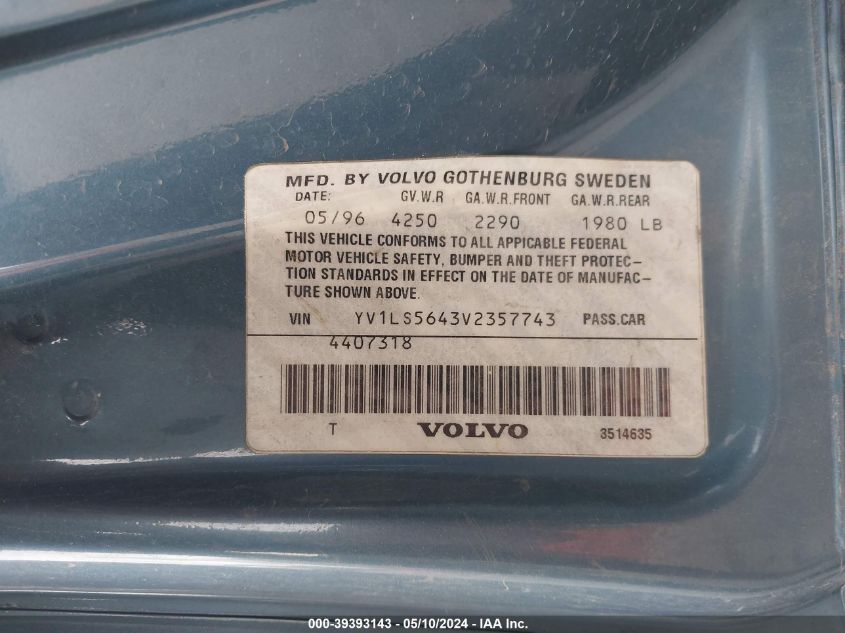 MFD. BY VOLVO GOTHENBURG SWEDEN
DATE: GV.W.R GA.W.R.FRONT GA.W.R.REAR
05/96 4250 2290 1980 LB
THIS VEHICLE CONFORMS TO ALL APPICABLE FEDERAL
MOTOR VEHICLE SAFETY, BUMPER AND THEFT PROTEC-
TION STANDARDS IN EFFECT ON THE DATE OF MANUFAC-
TURE SHOWN ABOVE.
VIN YV1LS5643V2357743 PASS.CAR
4407318
T VOLVO 3514635
000-39393143 - 05/10/2024 - IAA Inc.